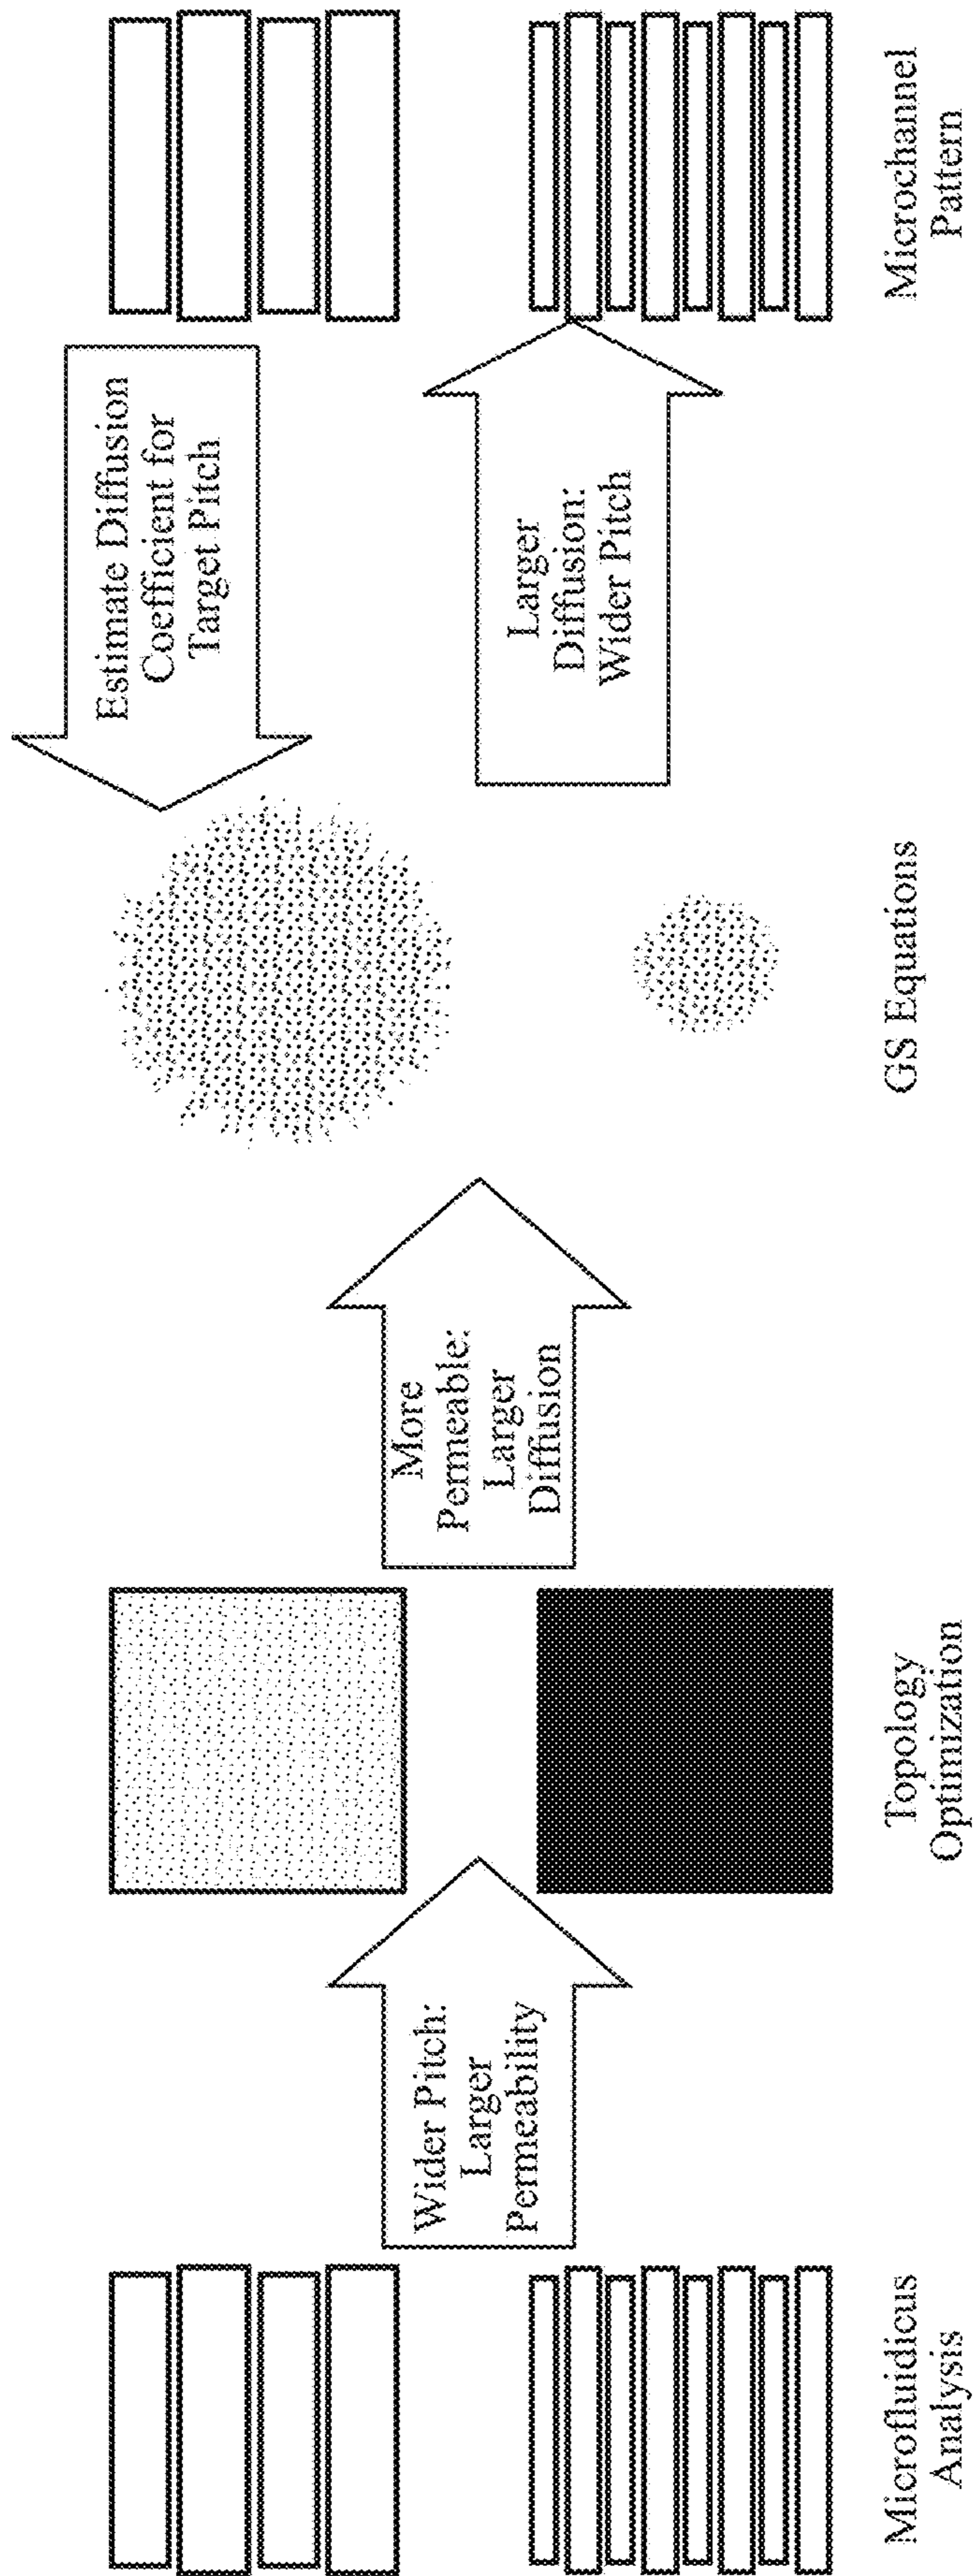 Wider Pitch:
Larger
Permeability
More
Permeable:
Larger
Diffusion
Estimate Diffusion
Coefficient for
Target Pitch
Larger
Diffusion:
Wider Pitch
Microfluidicus
Analysis
Topology
Optimization
GS Equations
Microchannel
Pattern